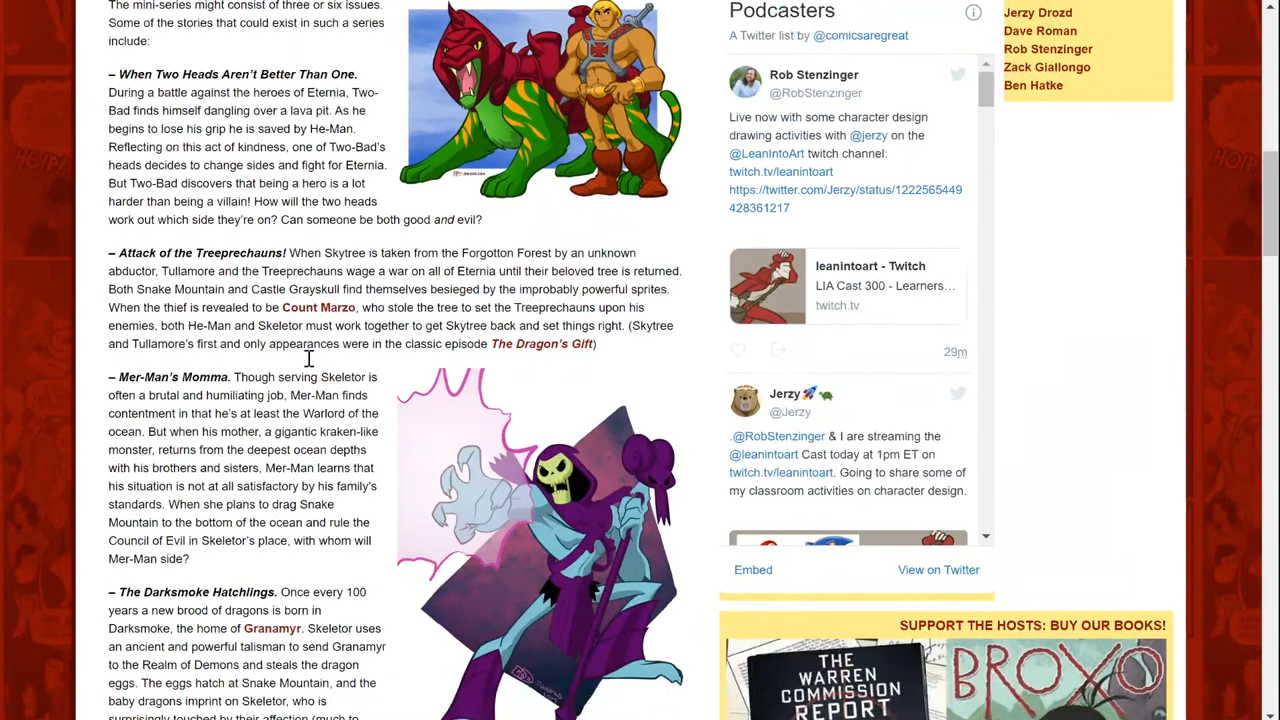 The mini-series might consist of three or six issues.
Some of the stories that could exist in such a series
include:
– When Two Heads Aren't Better Than One.
During a battle against the heroes of Eternia, Two-
Bad finds himself dangling over a lava pit. As he
begins to lose his grip he is saved by He-Man.
Reflecting on this act of kindness, one of Two-Bad's
heads decides to change sides and fight for Eternia.
But Two-Bad discovers that being a hero is a lot
harder than being a villain! How will the two heads
work out which side they're on? Can someone be both good and evil?
– Attack of the Treeprechauns! When Skytree is taken from the Forgotton Forest by an unknown
abductor, Tullamore and the Treeprechauns wage a war on all of Eternia until their beloved tree is returned.
Both Snake Mountain and Castle Grayskull find themselves besieged by the improbably powerful sprites.
When the thief is revealed to be Count Marzo, who stole the tree to set the Treeprechauns upon his
enemies, both He-Man and Skeletor must work together to get Skytree back and set things right. (Skytree
and Tullamore's first and only appearances were in the classic episode The Dragon's Gift)
– Mer-Man's Momma. Though serving Skeletor is
often a brutal and humiliating job, Mer-Man finds
contentment in that he's at least the Warlord of the
ocean. But when his mother, a gigantic kraken-like
monster, returns from the deepest ocean depths
with his brothers and sisters, Mer-Man learns that
his situation is not at all satisfactory by his family's
standards. When she plans to drag Snake
Mountain to the bottom of the ocean and rule the
Council of Evil in Skeletor's place, with whom will
Mer-Man side?
– The Darksmoke Hatchlings. Once every 100
years a new brood of dragons is born in
Darksmoke, the home of Granamyr. Skeletor uses
an ancient and powerful talisman to send Granamyr
to the Realm of Demons and steals the dragon
eggs. The eggs hatch at Snake Mountain, and the
baby dragons imprint on Skeletor, who is
surprisingly touched by their affection (much to
Podcasters
A Twitter list by @comicsaregreat
Rob Stenzinger
@RobStenzinger
Live now with some character design
drawing activities with @jerzy on the
@LeanIntoArt twitch channel:
twitch.tv/leanintoart
https://twitter.com/Jerzy/status/1222565449
428361217
leanintoart - Twitch
LIA Cast 300 - Learners…
twitch.tv
29m
Jerzy
@Jerzy
.@RobStenzinger & I are streaming the
@leanintoart Cast today at 1pm ET on
twitch.tv/leanintoart. Going to share some of
my classroom activities on character design.
Embed
View on Twitter
SUPPORT THE HOSTS: BUY OUR BOOKS!
THE
WARREN
COMMISSION
REPORT
BROXO
Jerzy Drozd
Dave Roman
Rob Stenzinger
Zack Giallongo
Ben Hatke